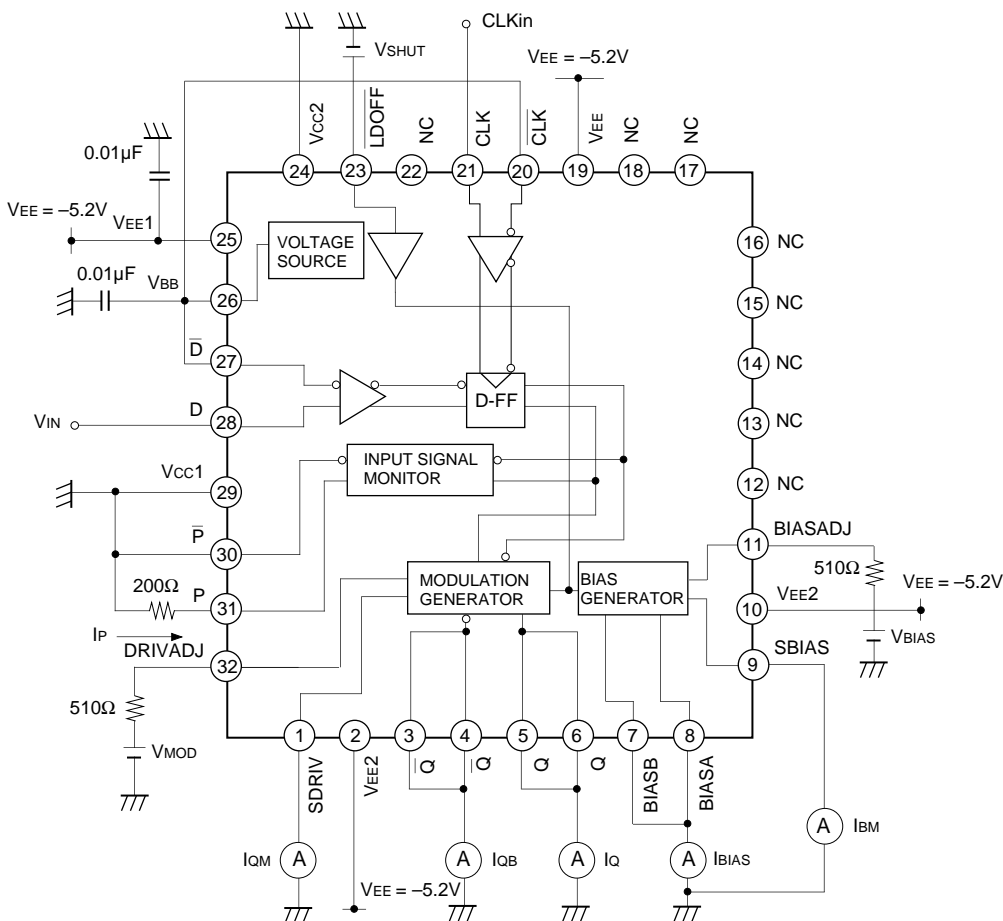 CLKin
VSHUT
VEE = –5.2V
VCC2
LDOFF
NC
CLK
CLK
VEE
NC
NC
0.01µF
24
23
22
21
20
19
18
17
VEE = –5.2V
VEE1
25
VOLTAGE
SOURCE
16
NC
0.01µF
VBB
26
15
NC
D
27
14
NC
D
VIN
28
D-FF
13
NC
VCC1
29
INPUT SIGNAL
MONITOR
12
NC
P
30
BIASADJ
11
510Ω
200Ω
P
31
MODULATION
GENERATOR
BIAS
GENERATOR
VEE = –5.2V
VEE2
10
IP
DRIVADJ
32
VBIAS
SBIAS
9
510Ω
VMOD
1
2
3
4
5
6
7
8
SDRIV
VEE2
Q
Q
Q
Q
BIASB
BIASA
IQM
A
A
IQB
A
IQ
A
IBIAS
A
IBM
VEE = –5.2V